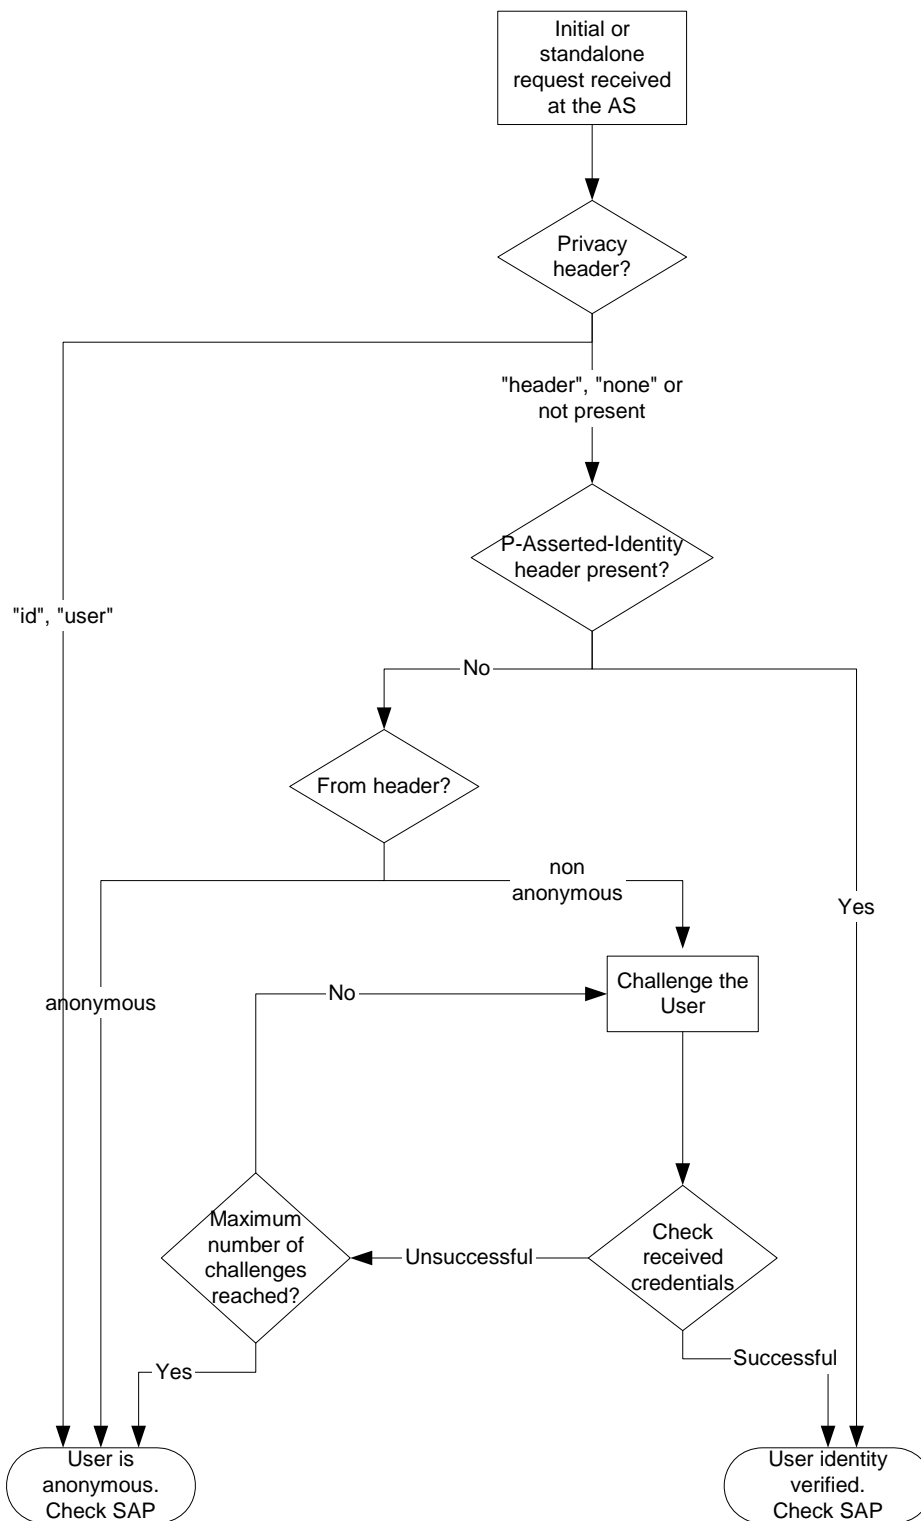 Initial or
standalone
request received
at the AS
Privacy
header?
"header", "none" or
not present
P-Asserted-Identity
header present?
"id", "user"
No
From header?
non
anonymous
Yes
anonymous
No
Challenge the
User
Maximum
number of
challenges
reached?
Unsuccessful
Check
received
credentials
Yes
Successful
User is
anonymous.
Check SAP
User identity
verified.
Check SAP